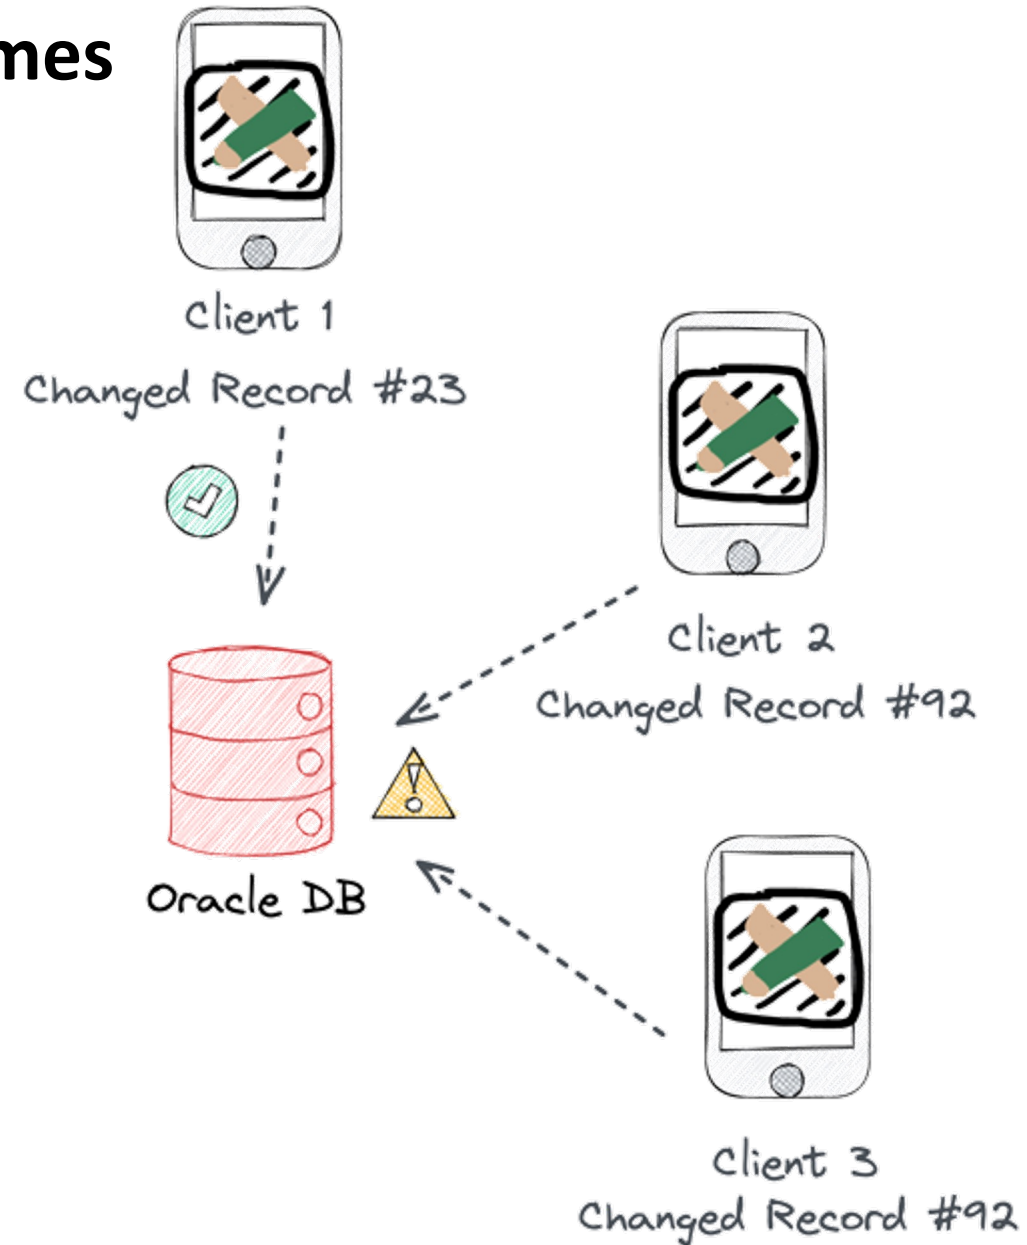 mes
Client 1
Changed Record #23
Client 2
Changed Record #92
Oracle DB
Client 3
Changed Record #92